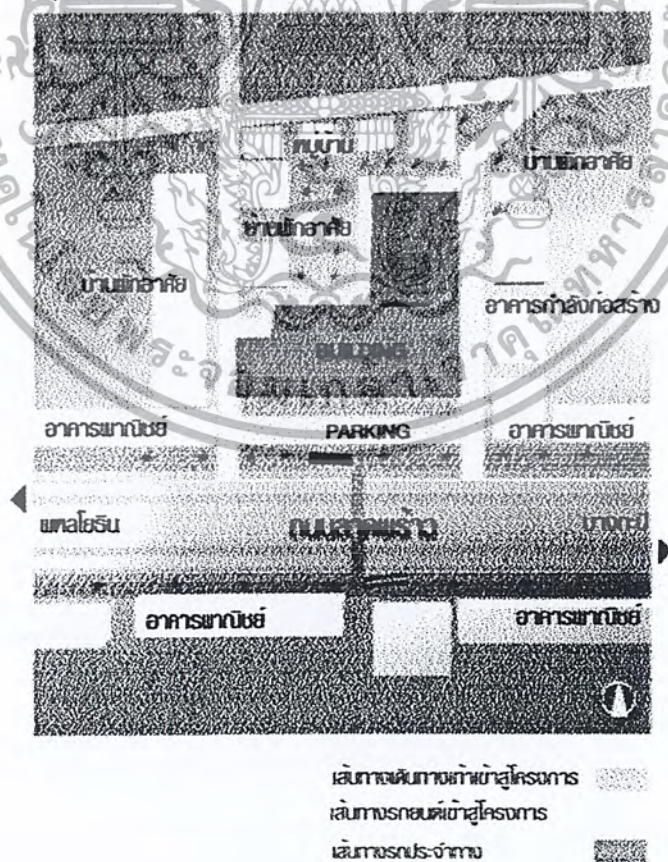 หมู่บ้าน
บ้านพักอาศัย
ย้านพักอาศัย
บ้านพักอาศัย
อาคารกำลังก่อสร้าง
BUILDING
อาคารพาณิชย์
PARKING
อาคารพาณิชย์
พหลโยธิน
ถนนลาดพร้าว
บางกะปิ
อาคารพาณิชย์
อาคารพาณิชย์
เส้นทางเดินทางเท้าเข้าสู่โครงการ
เส้นทางรถยนต์เข้าสู่โครงการ
เส้นทางรถประจำทาง